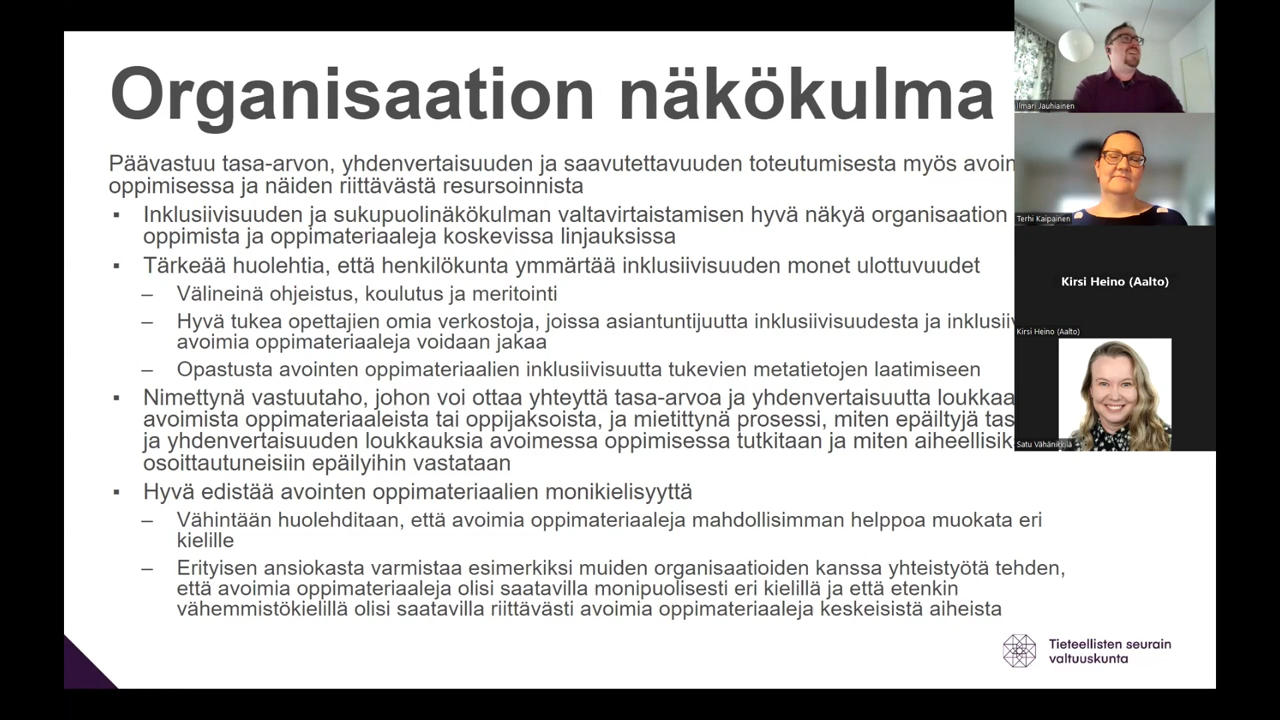 Organisaation näkökulma
Päävastuu tasa-arvon, yhdenvertaisuuden ja saavutettavuuden toteutumisesta myös
oppimisessa ja näiden riittävästä resursoinnista
▪ Inklusiivisuuden ja sukupuolinäkökulman valtavirtaistamisen hyvä näkyä organisaation
oppimista ja oppimateriaaleja koskevissa linjauksissa
▪ Tärkeää huolehtia, että henkilökunta ymmärtää inklusiivisuuden monet ulottuvuudet
– Välineinä ohjeistus, koulutus ja meritointi
– Hyvä tukea opettajien omia verkostoja, joissa asiantuntijuutta inklusiivisuudesta ja
avoimia oppimateriaaleja voidaan jakaa
– Opastusta avointen oppimateriaalien inklusiivisuutta tukevien metatietojen laatimiseen
▪ Nimettynä vastuutaho, johon voi ottaa yhteyttä tasa-arvoa ja yhdenvertaisuutta
avoimista oppimateriaaleista tai oppijaksoista, ja mietittynä prosessi, miten epäiltyjä
ja yhdenvertaisuuden loukkauksia avoimessa oppimisessa tutkitaan ja miten
osoittautuneisiin epäilyihin vastataan
▪ Hyvä edistää avointen oppimateriaalien monikielisyyttä
– Vähintään huolehditaan, että avoimia oppimateriaaleja mahdollisimman helppoa muokata eri
kielille
– Erityisen ansiokasta varmistaa esimerkiksi muiden organisaatioiden kanssa yhteistyötä tehden,
että avoimia oppimateriaaleja olisi saatavilla monipuolisesti eri kielillä ja että etenkin
vähemmistökielillä olisi saatavilla riittävästi avoimia oppimateriaaleja keskeisistä aiheista
Tieteellisten seurain
valtuuskunta
Ilmari Jauhiainen
Terhi Kaipainen
Kirsi Heino (Aalto)
Kirsi Heino (Aalto)
Satu Vähänikkilä